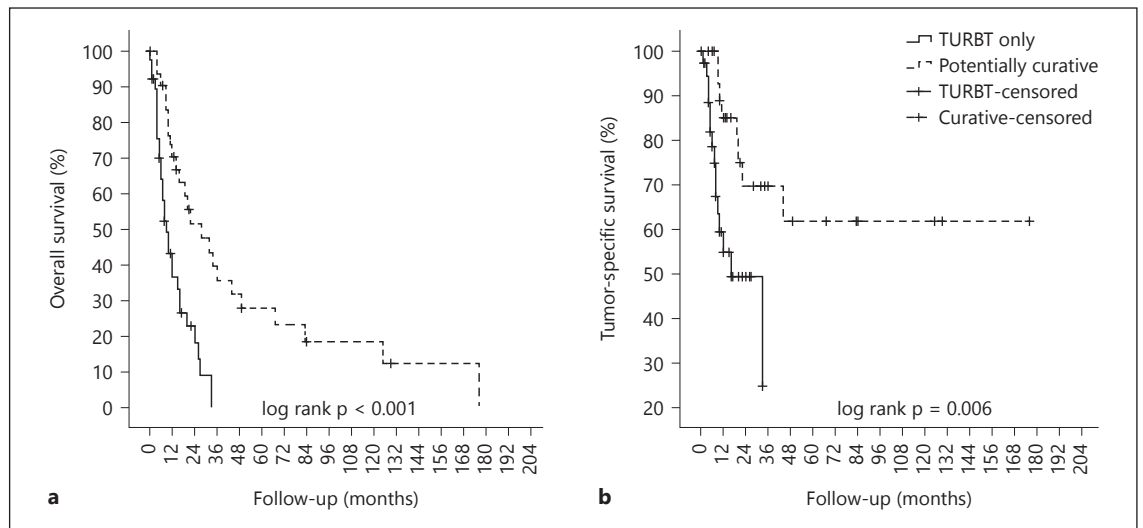 100
90
80
70
60
50
40
30
20
10
0
Overall survival (%)
log rank p < 0.001
0 12 24 36 48 60 72 84 96 108 120 132 144 156 168 180 192 204
Follow-up (months)
a
100
90
80
70
60
50
40
30
20
Tumor-specific survival (%)
TURBT only
Potentially curative
TURBT-censored
Curative-censored
log rank p = 0.006
0 12 24 36 48 60 72 84 96 108 120 132 144 156 168 180 192 204
Follow-up (months)
b